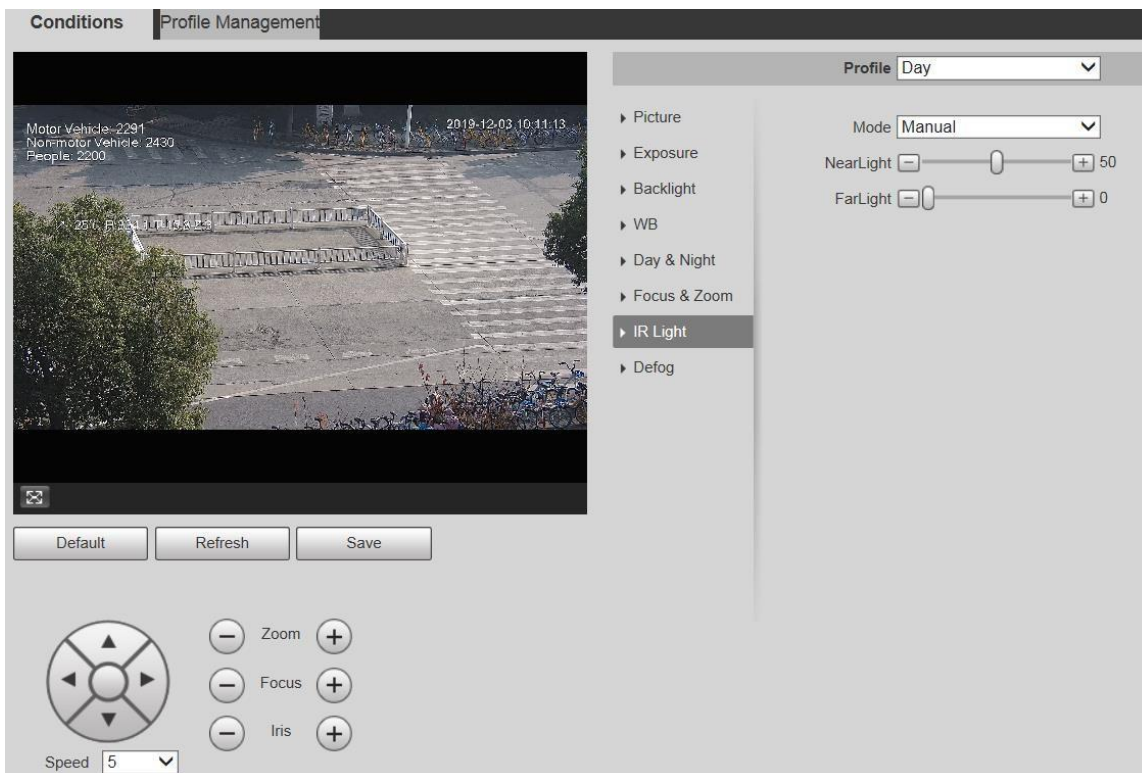 Conditions
Profile Management
Motor Vehicle: 2291
Non-motor Vehicle: 2430
People: 2200
2019-12-03 10:11:13
Default
Refresh
Save
Zoom
Focus
Iris
Speed 5
Profile Day
Picture
Exposure
Backlight
WB
Day & Night
Focus & Zoom
IR Light
Defog
Mode Manual
NearLight 50
FarLight 0